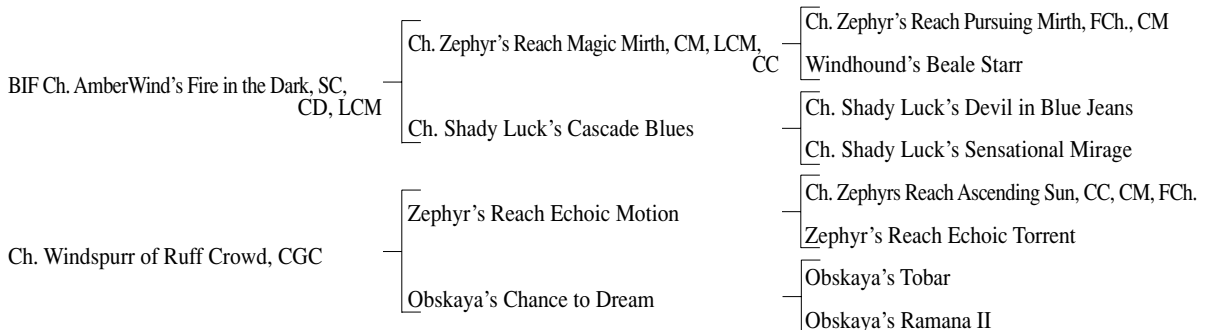 BIF Ch. AmberWind’s Fire in the Dark, SC,
CD, LCM
Ch. Windspurr of Ruff Crowd, CGC
Ch. Zephyr’s Reach Magic Mirth, CM, LCM,
CC
Ch. Shady Luck’s Cascade Blues
Zephyr’s Reach Echoic Motion
Obskaya’s Chance to Dream
Ch. Zephyr’s Reach Pursuing Mirth, FCh., CM
Windhound’s Beale Starr
Ch. Shady Luck’s Devil in Blue Jeans
Ch. Shady Luck’s Sensational Mirage
Ch. Zephyrs Reach Ascending Sun, CC, CM, FCh.
Zephyr’s Reach Echoic Torrent
Obskaya’s Tobar
Obskaya’s Ramana II